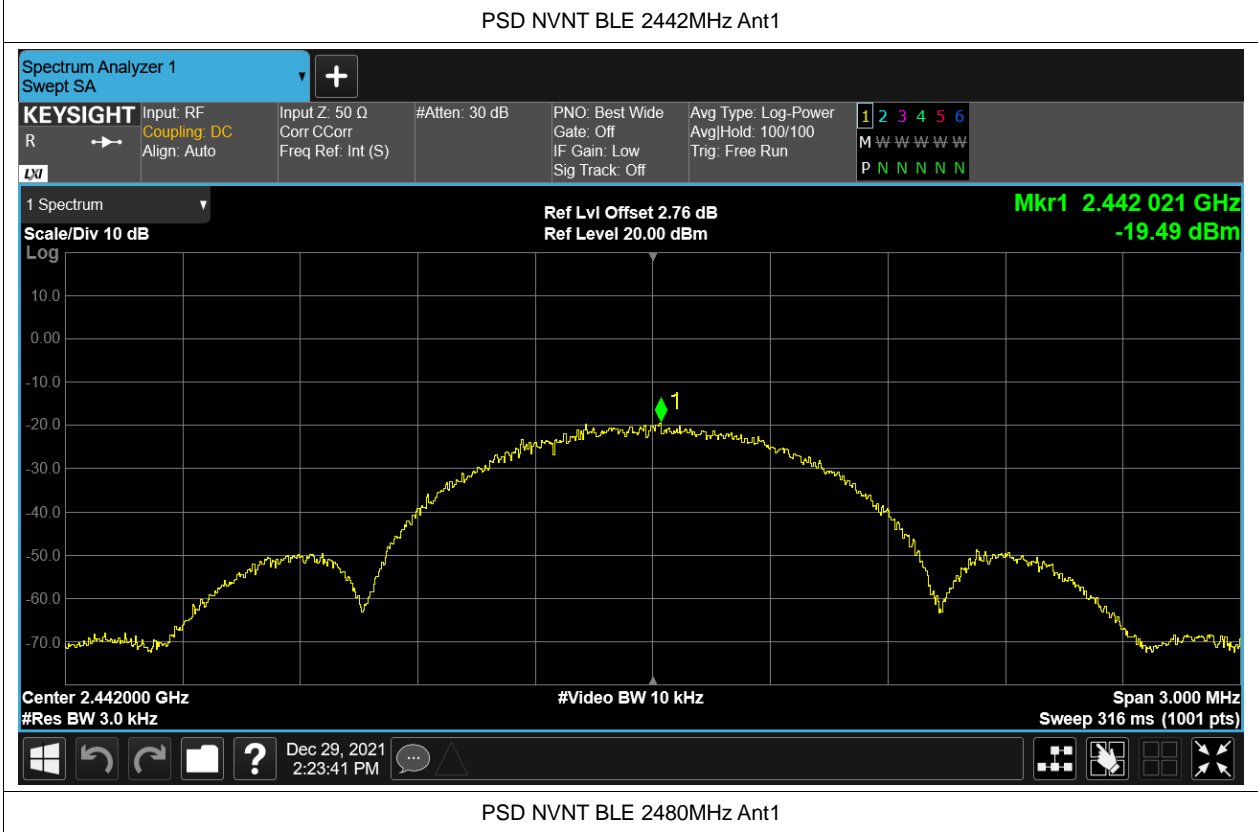 PSD NVNT BLE 2442MHz Ant1
Spectrum Analyzer 1
Swept SA
KEYSIGHT
R
LXI
Input: RF
Coupling: DC
Align: Auto
Input Z: 50 Ω
Corr CCorr
Freq Ref: Int (S)
#Atten: 30 dB
PNO: Best Wide
Gate: Off
IF Gain: Low
Sig Track: Off
Avg Type: Log-Power
Avg|Hold: 100/100
Trig: Free Run
1 2 3 4 5 6
M W W W W W
P N N N N N
1 Spectrum
Scale/Div 10 dB
Ref Lvl Offset 2.76 dB
Ref Level 20.00 dBm
Mkr1 2.442 021 GHz
-19.49 dBm
Log
10.0
0.00
-10.0
1
-20.0
-30.0
-40.0
-50.0
-60.0
-70.0
Center 2.442000 GHz
#Video BW 10 kHz
Span 3.000 MHz
#Res BW 3.0 kHz
Sweep 316 ms (1001 pts)
?
Dec 29, 2021
2:23:41 PM
PSD NVNT BLE 2480MHz Ant1